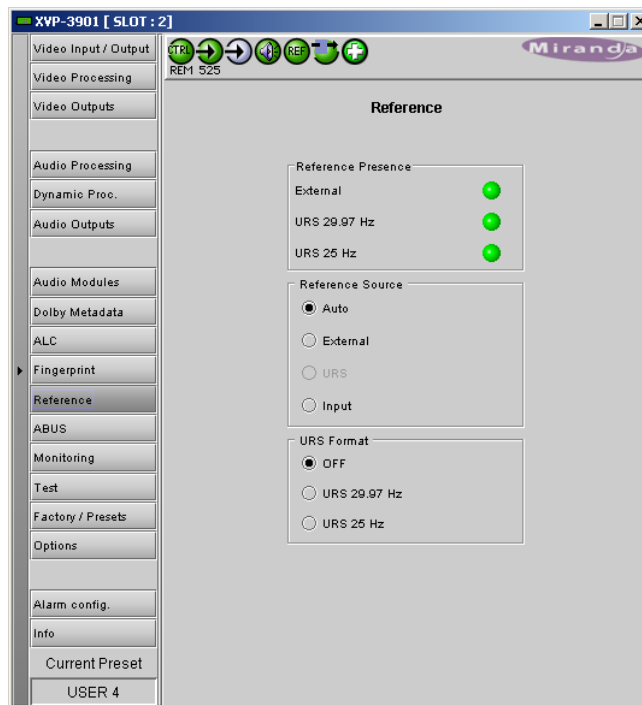 XVP-3901 [ SLOT : 2]
Video Input / Output
Video Processing
Video Outputs
Audio Processing
Dynamic Proc.
Audio Outputs
Audio Modules
Dolby Metadata
ALC
Fingerprint
Reference
ABUS
Monitoring
Test
Factory / Presets
Options
Alarm config.
Info
Current Preset
USER 4
CTRL
REF
REM 525
Miranda
Reference
Reference Presence
External
URS 29.97 Hz
URS 25 Hz
Reference Source
Auto
External
URS
Input
URS Format
OFF
URS 29.97 Hz
URS 25 Hz